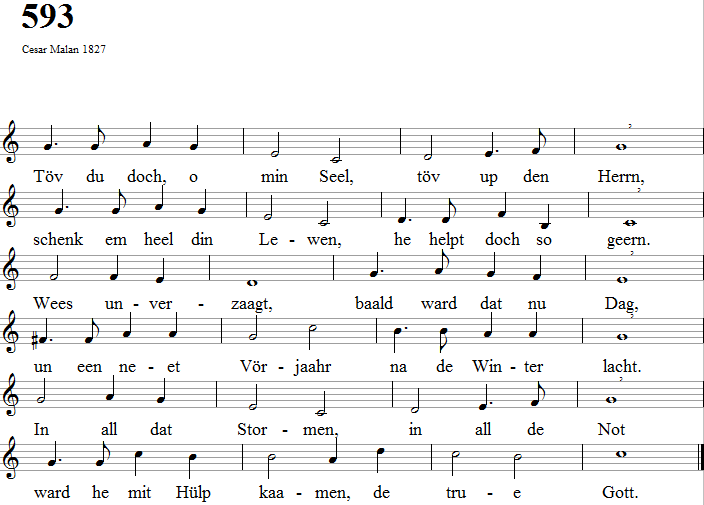 593
Cesar Malan 1827
Töv du doch, o min Seel, töv up den Herrn,
schenk em heel din Le - wen, he helpt doch so geern.
Wees un - ver - zaagt, baald ward dat nu Dag,
un een ne - et Vör - jaahr na de Win - ter lacht.
In all dat Stor - men, in all de Not
ward he mit Hülp kaa - men, de tru - e Gott.